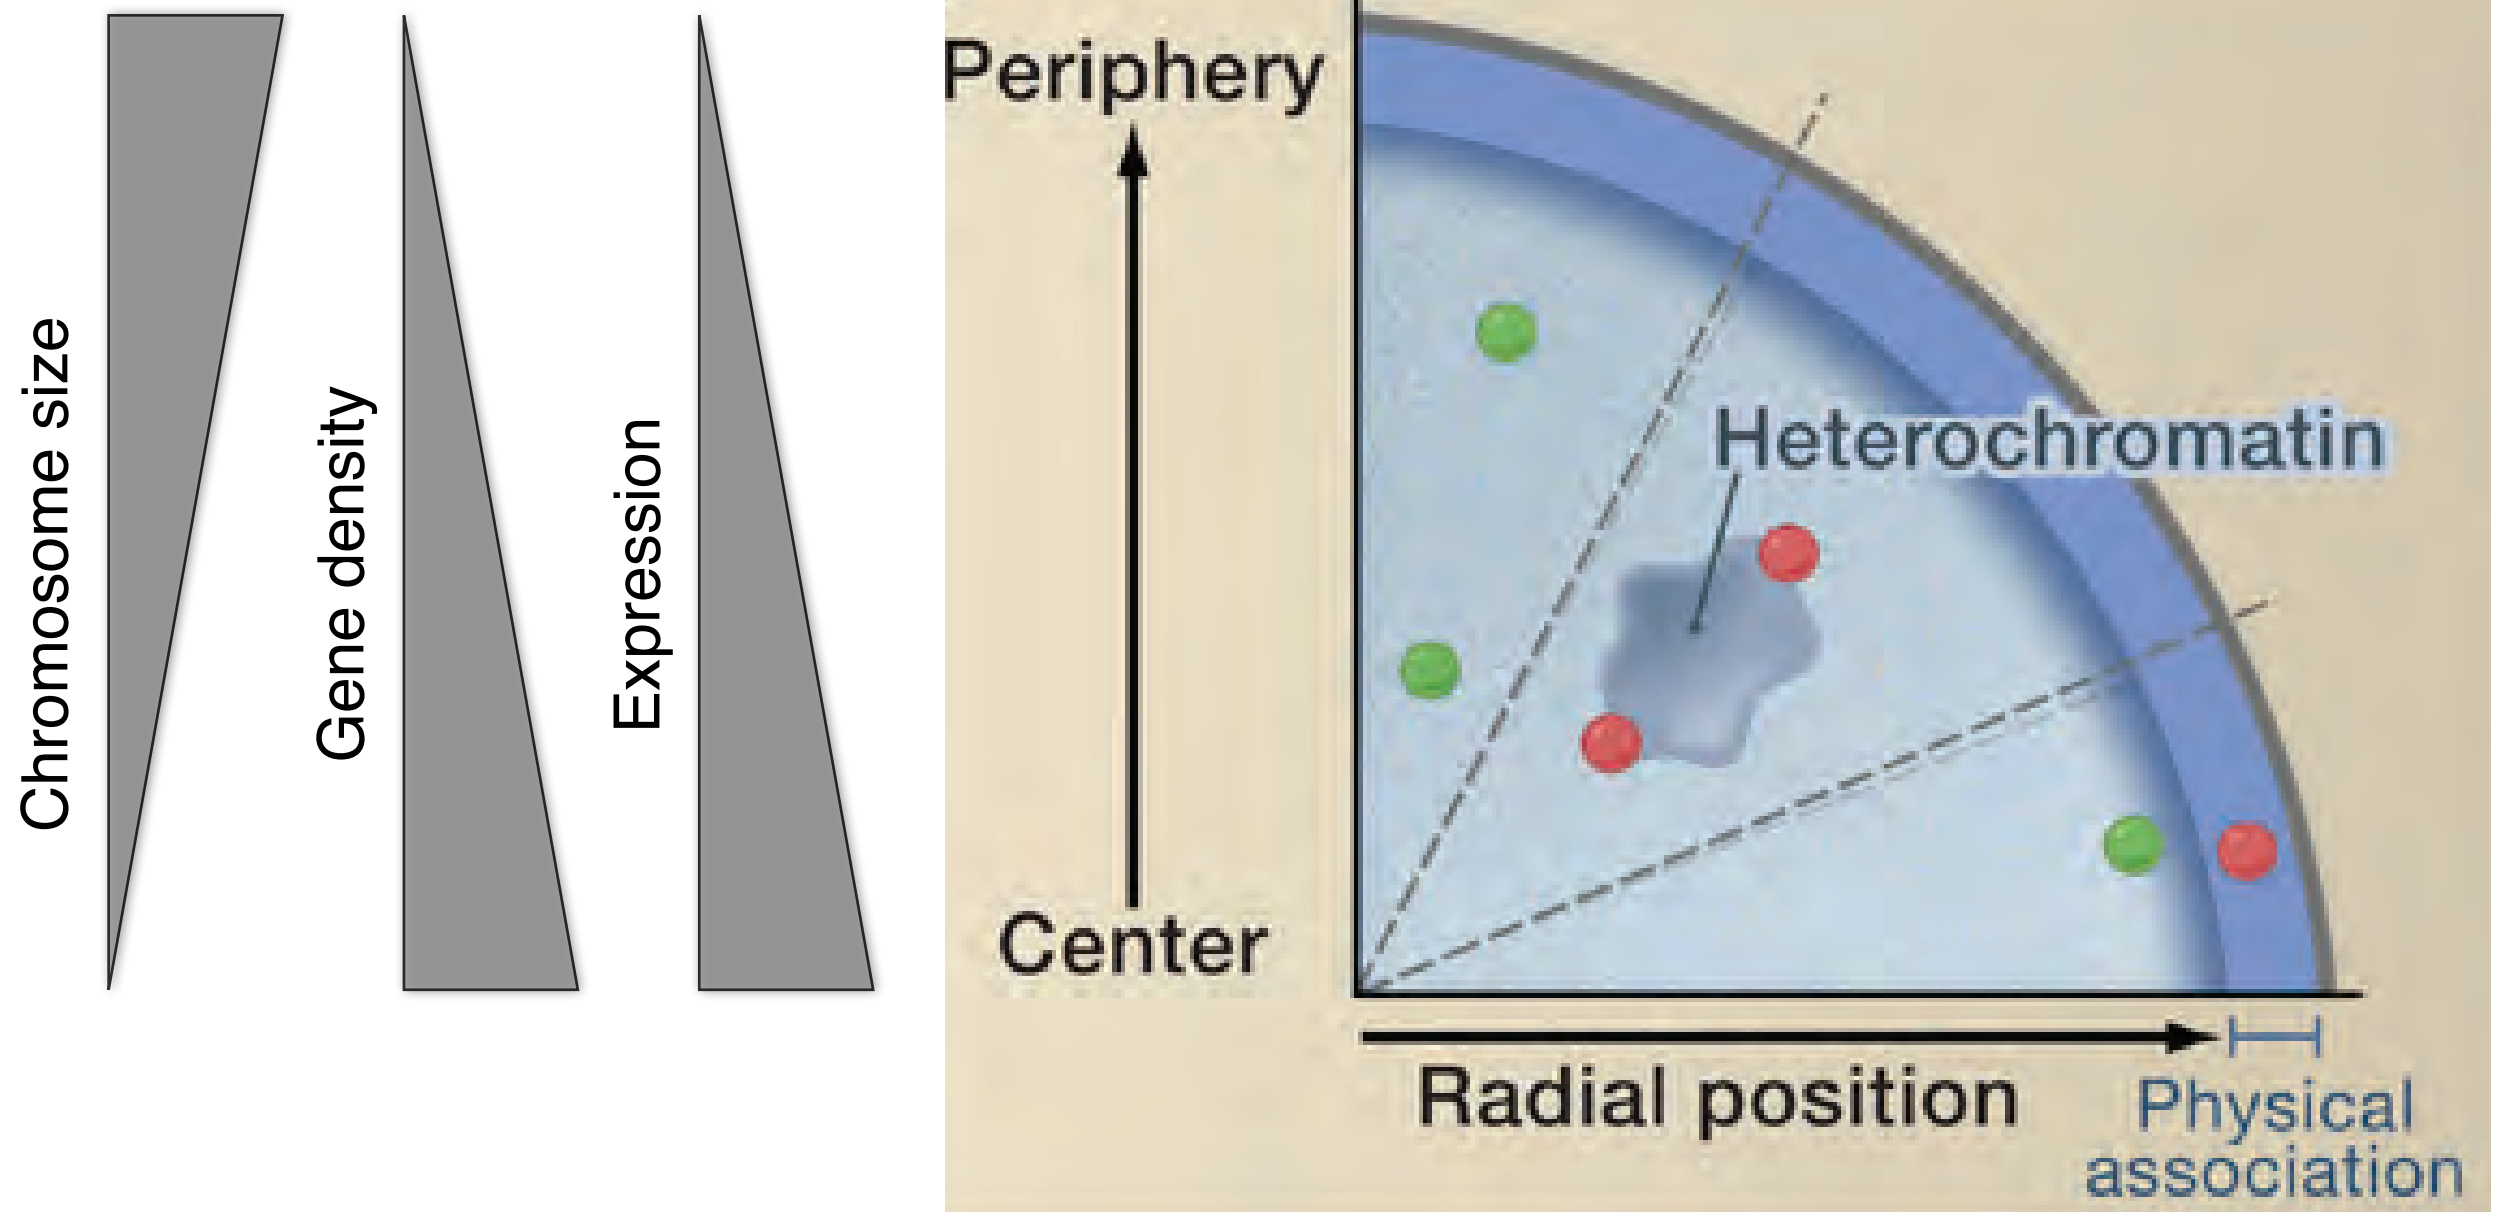 Chromosome size
Gene density
Expression
Periphery
Center
Heterochromatin
Radial position
Physical
association